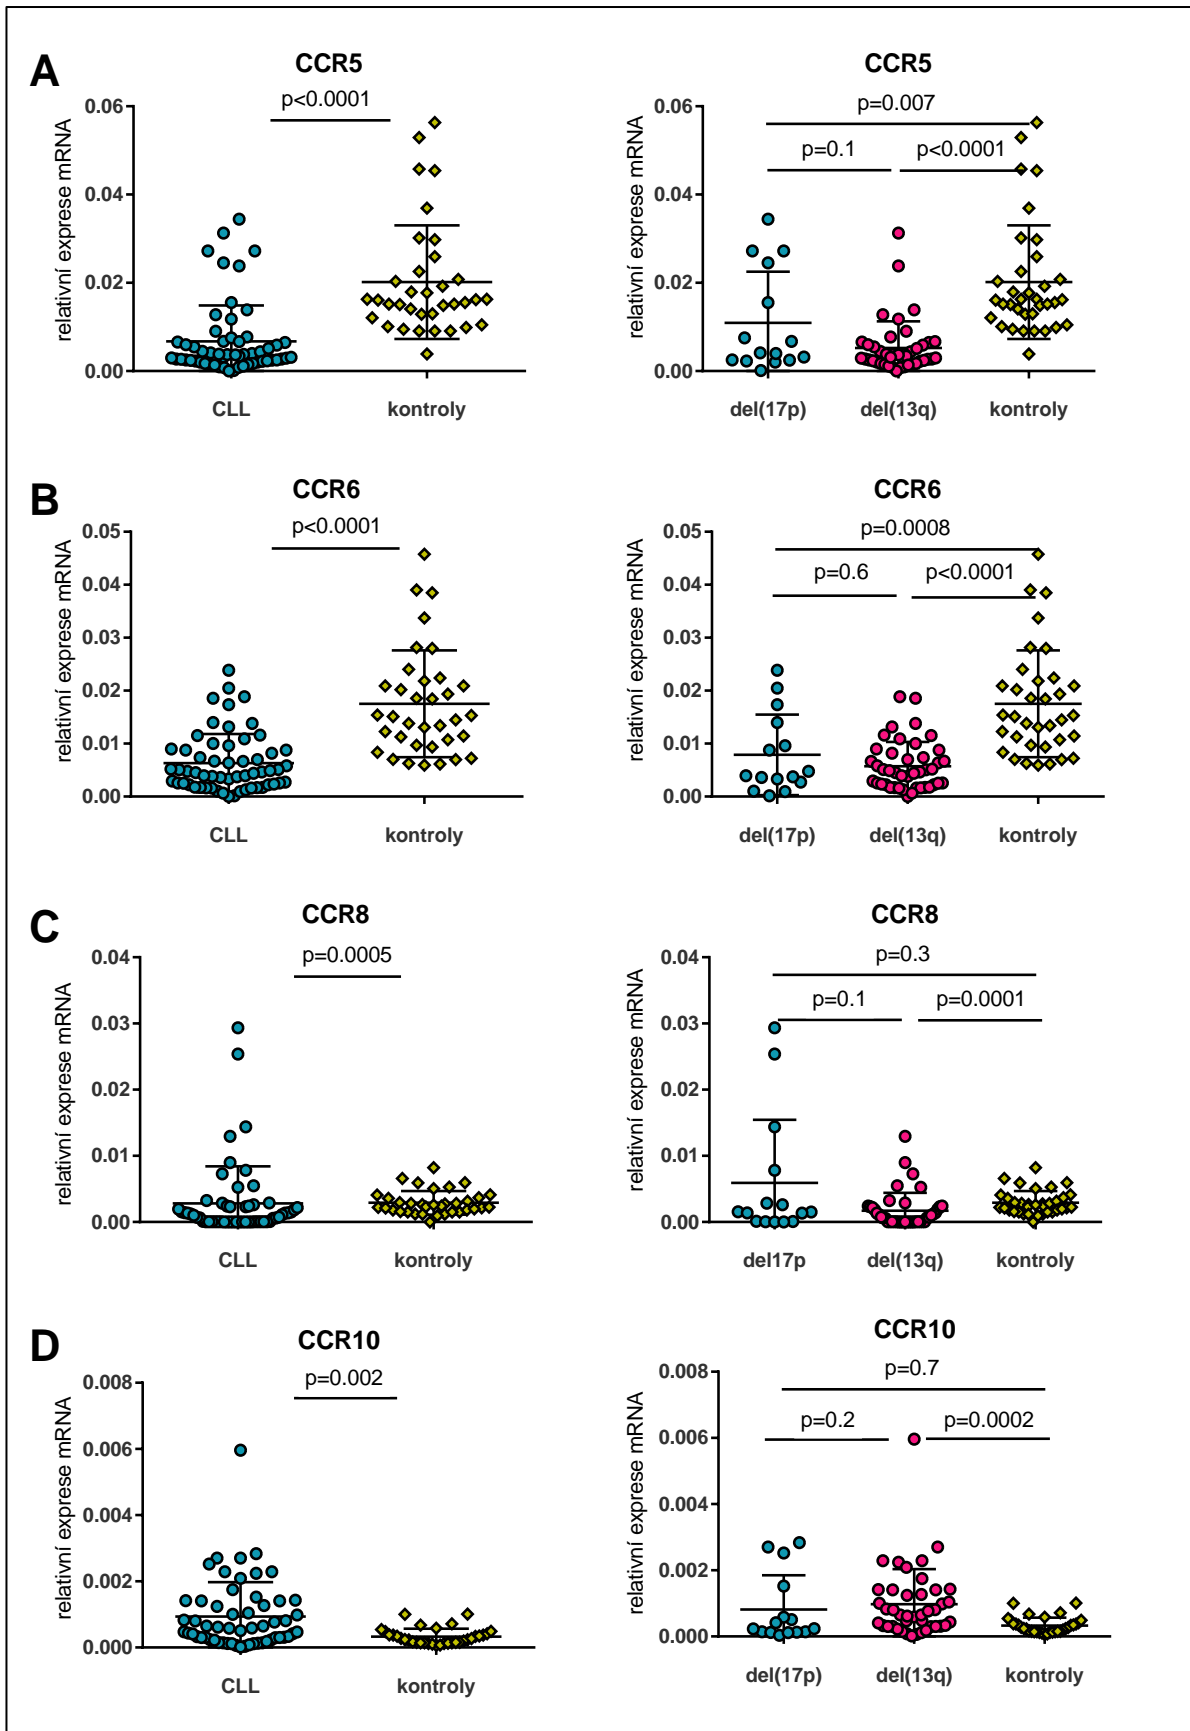 A
CCR5
p<0.0001
relativní exprese mRNA
0.06
0.04
0.02
0.00
CLL
kontroly
CCR5
p=0.007
p=0.1
p<0.0001
relativní exprese mRNA
0.06
0.04
0.02
0.00
del(17p)
del(13q)
kontroly
B
CCR6
p<0.0001
relativní exprese mRNA
0.05
0.04
0.03
0.02
0.01
0.00
CLL
kontroly
CCR6
p=0.0008
p=0.6
p<0.0001
relativní exprese mRNA
0.05
0.04
0.03
0.02
0.01
0.00
del(17p)
del(13q)
kontroly
C
CCR8
p=0.0005
relativní exprese mRNA
0.04
0.03
0.02
0.01
0.00
CLL
kontroly
CCR8
p=0.3
p=0.1
p=0.0001
relativní exprese mRNA
0.04
0.03
0.02
0.01
0.00
del17p
del(13q)
kontroly
D
CCR10
p=0.002
relativní exprese mRNA
0.008
0.006
0.004
0.002
0.000
CLL
kontroly
CCR10
p=0.7
p=0.2
p=0.0002
relativní exprese mRNA
0.008
0.006
0.004
0.002
0.000
del(17p)
del(13q)
kontroly